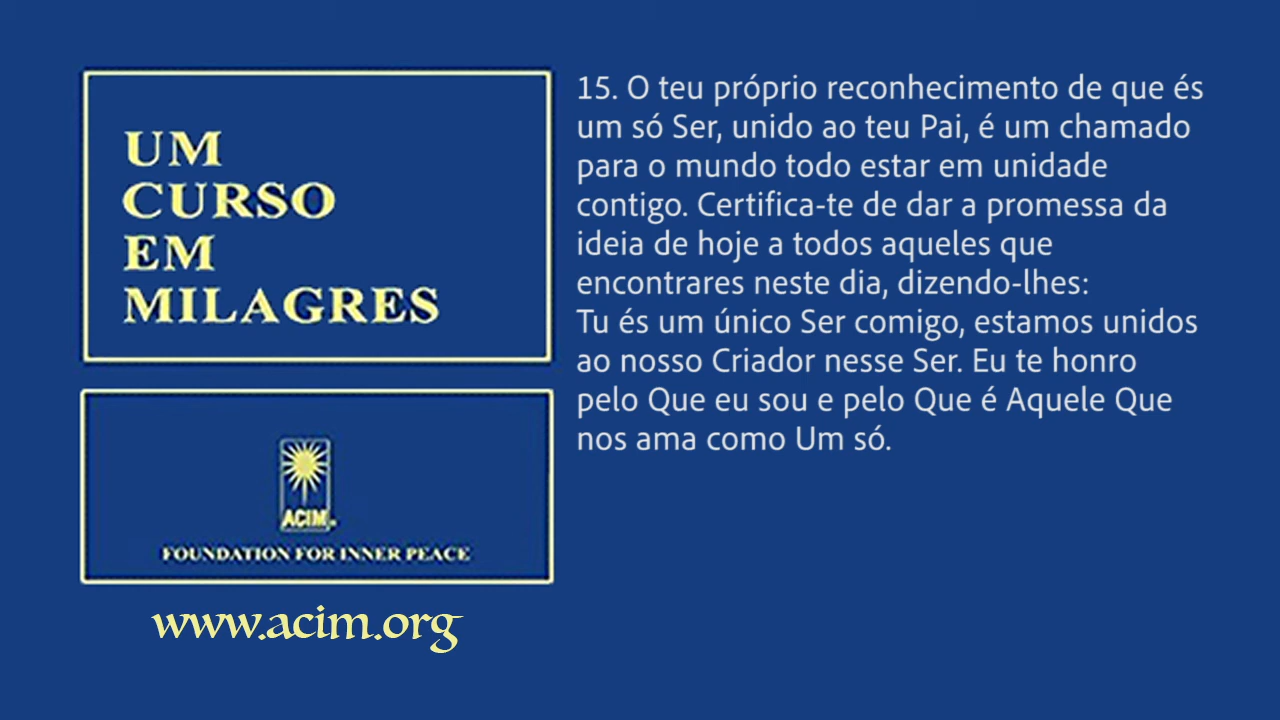 UM
CURSO
EM
MILAGRES
ACIM
FOUNDATION FOR INNER PEACE
www.acim.org
15. O teu próprio reconhecimento de que és
um só Ser, unido ao teu Pai, é um chamado
para o mundo todo estar em unidade
contigo. Certifica-te de dar a promessa da
ideia de hoje a todos aqueles que
encontrares neste dia, dizendo-lhes:
Tu és um único Ser comigo, estamos unidos
ao nosso Criador nesse Ser. Eu te honro
pelo Que eu sou e pelo Que é Aquele Que
nos ama como Um só.